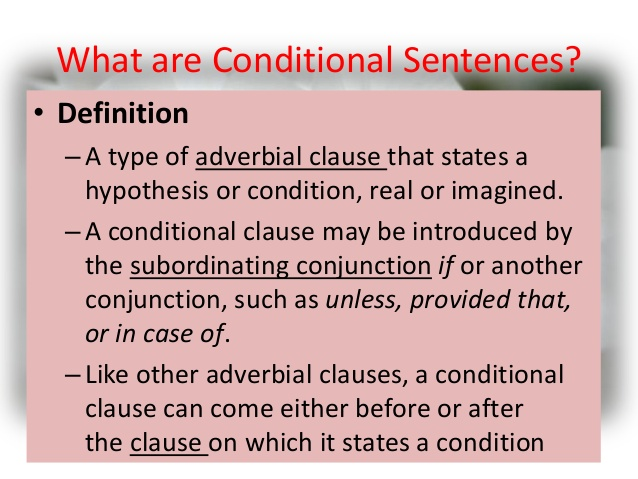 What are Conditional Sentences?
• Definition
–A type of adverbial clause that states a
hypothesis or condition, real or imagined.
–A conditional clause may be introduced by
the subordinating conjunction if or another
conjunction, such as unless, provided that,
or in case of.
–Like other adverbial clauses, a conditional
clause can come either before or after
the clause on which it states a condition